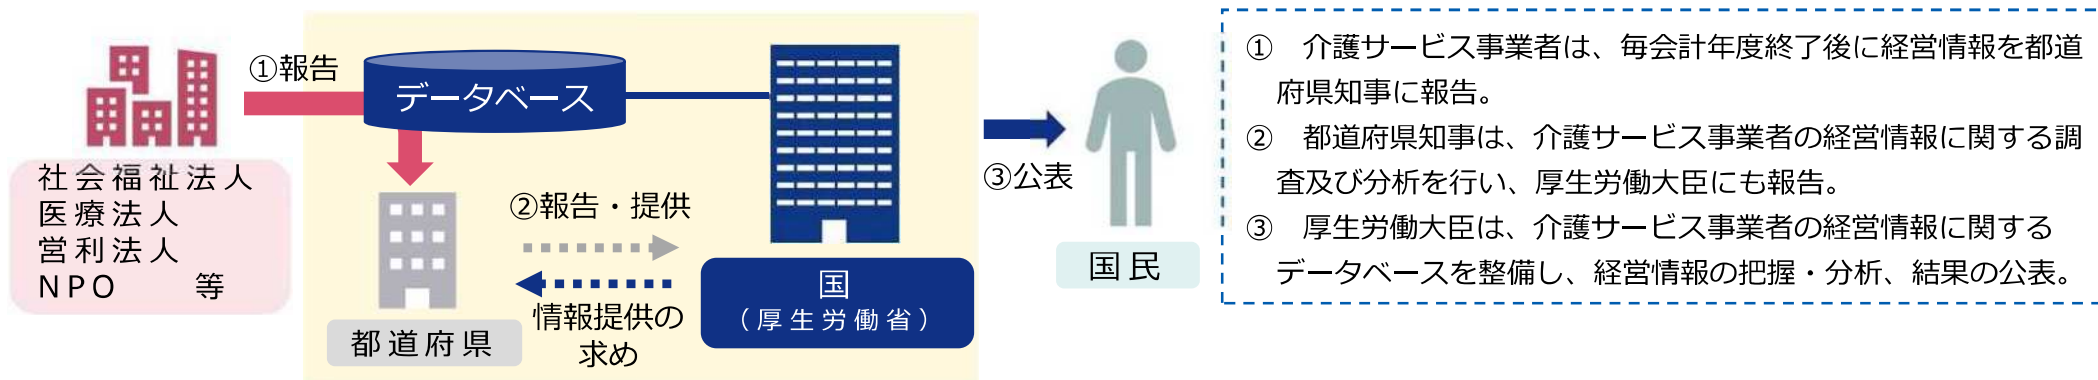 ①報告
データベース
社会福祉法人
医療法人
営利法人
NPO　　等
②報告・提供
情報提供の
求め
都道府県
国
（厚生労働省）
③公表
国民
①　介護サービス事業者は、毎会計年度終了後に経営情報を都道
府県知事に報告。
②　都道府県知事は、介護サービス事業者の経営情報に関する調
査及び分析を行い、厚生労働大臣にも報告。
③　厚生労働大臣は、介護サービス事業者の経営情報に関する
データベースを整備し、経営情報の把握・分析、結果の公表。